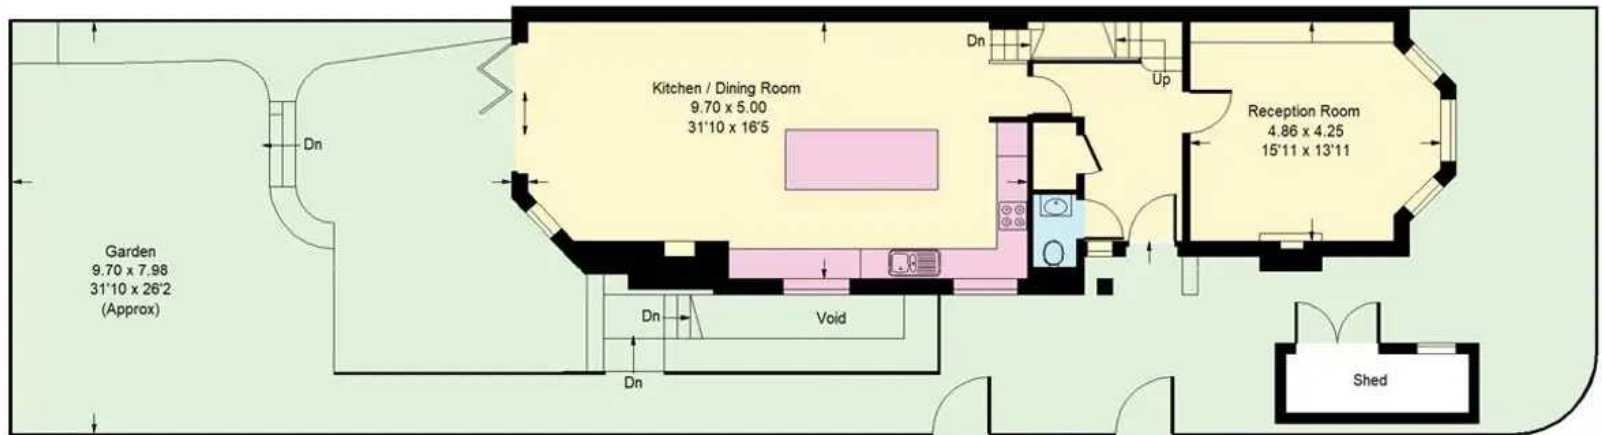 Dn
Kitchen / Dining Room
9.70 x 5.00
31'10 x 16'5
Up
Reception Room
4.86 x 4.25
15'11 x 13'11
Dn
Garden
9.70 x 7.98
31'10 x 26'2
(Approx)
Dn
Void
Dn
Shed